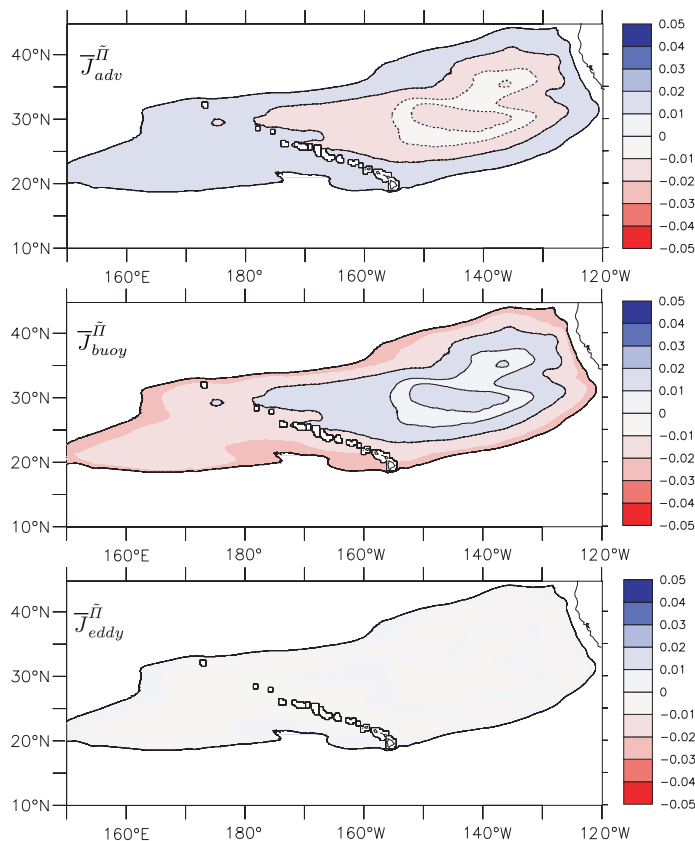 40°N
30°N
20°N
10°N
J̅^Π̃_adv
160°E
180°
160°W
140°W
120°W
0.05
0.04
0.03
0.02
0.01
0
−0.01
−0.02
−0.03
−0.04
−0.05
40°N
30°N
20°N
10°N
J̅^Π̃_buoy
160°E
180°
160°W
140°W
120°W
0.05
0.04
0.03
0.02
0.01
0
−0.01
−0.02
−0.03
−0.04
−0.05
40°N
30°N
20°N
10°N
J̅^Π̃_eddy
160°E
180°
160°W
140°W
120°W
0.05
0.04
0.03
0.02
0.01
0
−0.01
−0.02
−0.03
−0.04
−0.05